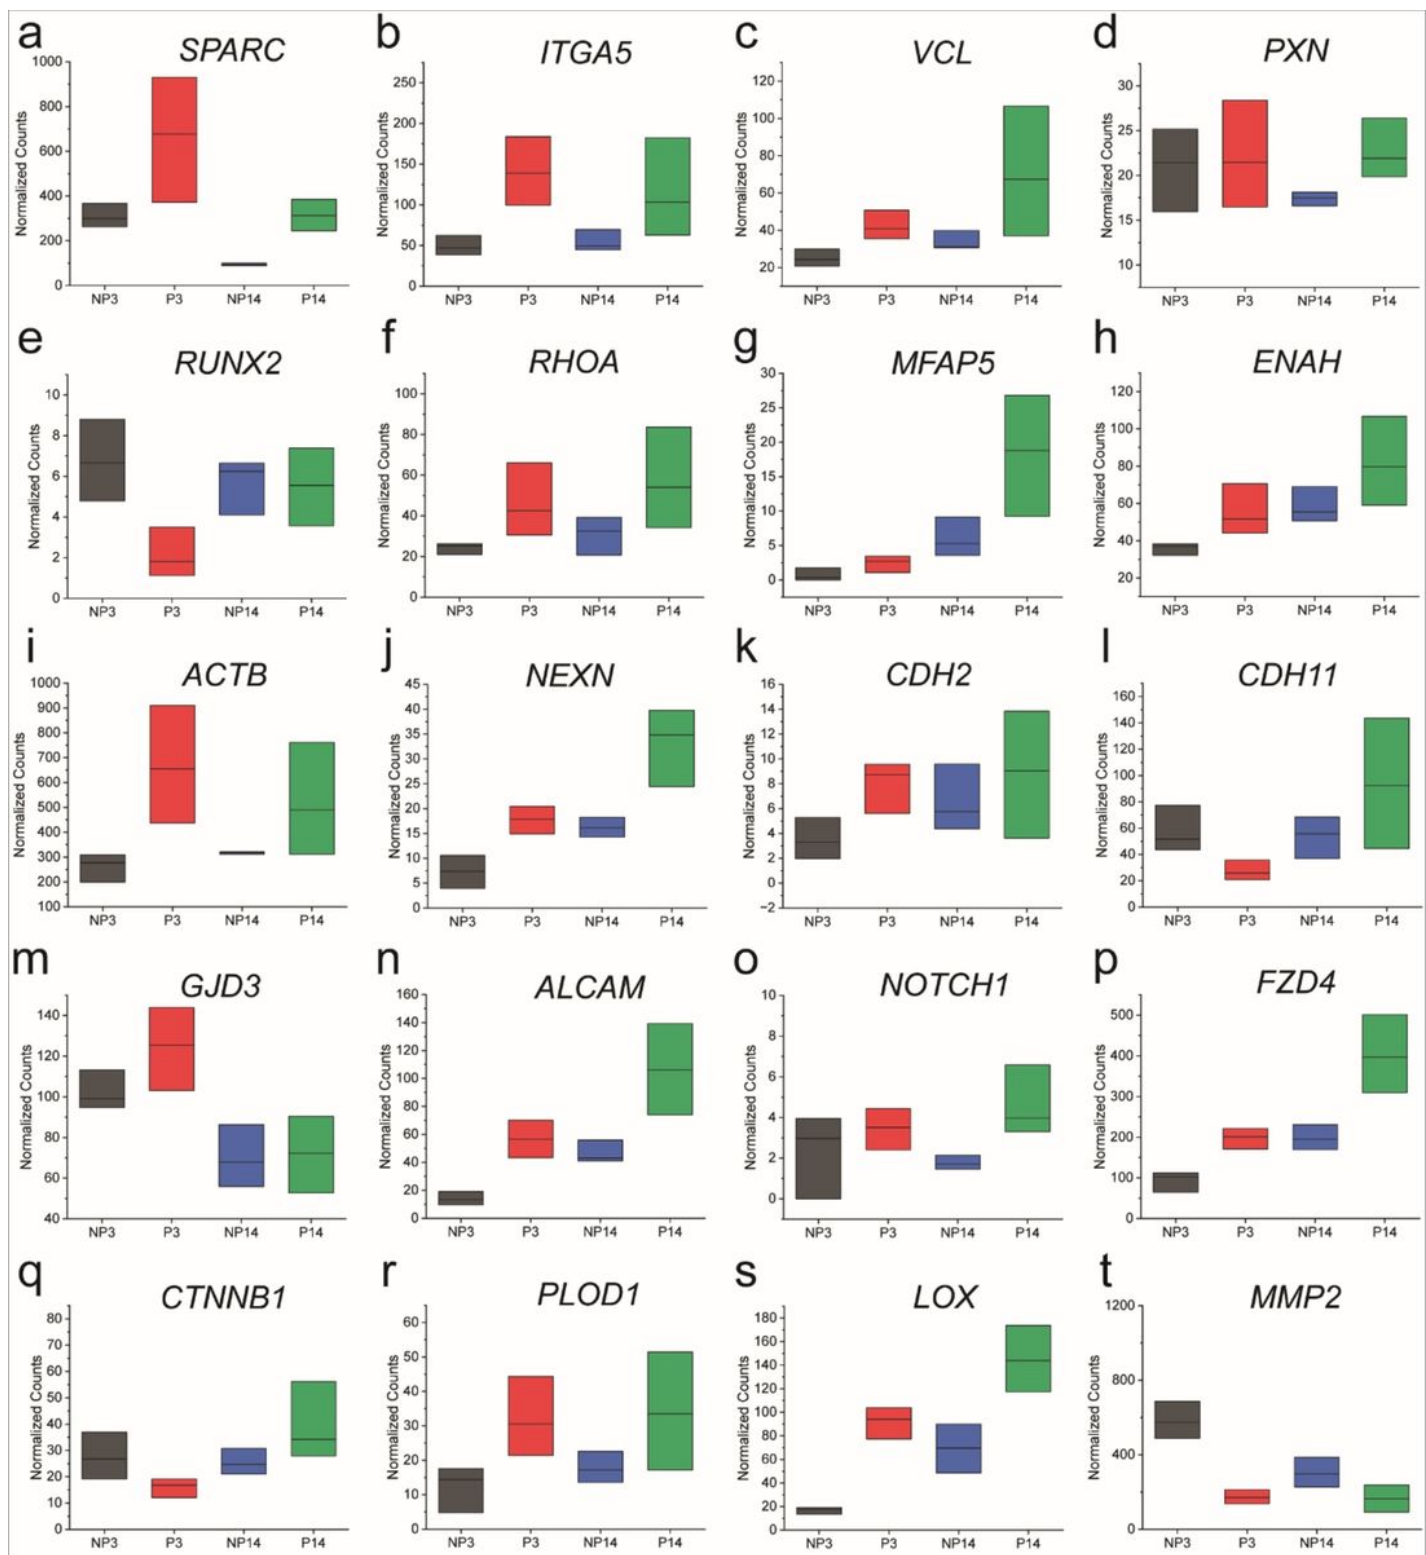 a
SPARC
Normalized Counts
1000
800
600
400
200
0
NP3 P3 NP14 P14
b
ITGA5
Normalized Counts
250
200
150
100
50
0
NP3 P3 NP14 P14
c
VCL
Normalized Counts
120
100
80
60
40
20
NP3 P3 NP14 P14
d
PXN
Normalized Counts
30
25
20
15
10
NP3 P3 NP14 P14
e
RUNX2
Normalized Counts
10
8
6
4
2
0
NP3 P3 NP14 P14
f
RHOA
Normalized Counts
100
80
60
40
20
0
NP3 P3 NP14 P14
g
MFAP5
Normalized Counts
30
25
20
15
10
5
0
NP3 P3 NP14 P14
h
ENAH
Normalized Counts
120
100
80
60
40
20
NP3 P3 NP14 P14
i
ACTB
Normalized Counts
1000
900
800
700
600
500
400
300
200
100
NP3 P3 NP14 P14
j
NEXN
Normalized Counts
45
40
35
30
25
20
15
10
5
0
NP3 P3 NP14 P14
k
CDH2
Normalized Counts
16
14
12
10
8
6
4
2
0
−2
NP3 P3 NP14 P14
l
CDH11
Normalized Counts
160
140
120
100
80
60
40
20
0
NP3 P3 NP14 P14
m
GJD3
Normalized Counts
140
120
100
80
60
40
NP3 P3 NP14 P14
n
ALCAM
Normalized Counts
160
140
120
100
80
60
40
20
0
NP3 P3 NP14 P14
o
NOTCH1
Normalized Counts
10
8
6
4
2
0
NP3 P3 NP14 P14
p
FZD4
Normalized Counts
500
400
300
200
100
0
NP3 P3 NP14 P14
q
CTNNB1
Normalized Counts
80
70
60
50
40
30
20
10
0
NP3 P3 NP14 P14
r
PLOD1
Normalized Counts
60
50
40
30
20
10
0
NP3 P3 NP14 P14
s
LOX
Normalized Counts
180
160
140
120
100
80
60
40
20
0
NP3 P3 NP14 P14
t
MMP2
Normalized Counts
1200
800
400
0
NP3 P3 NP14 P14